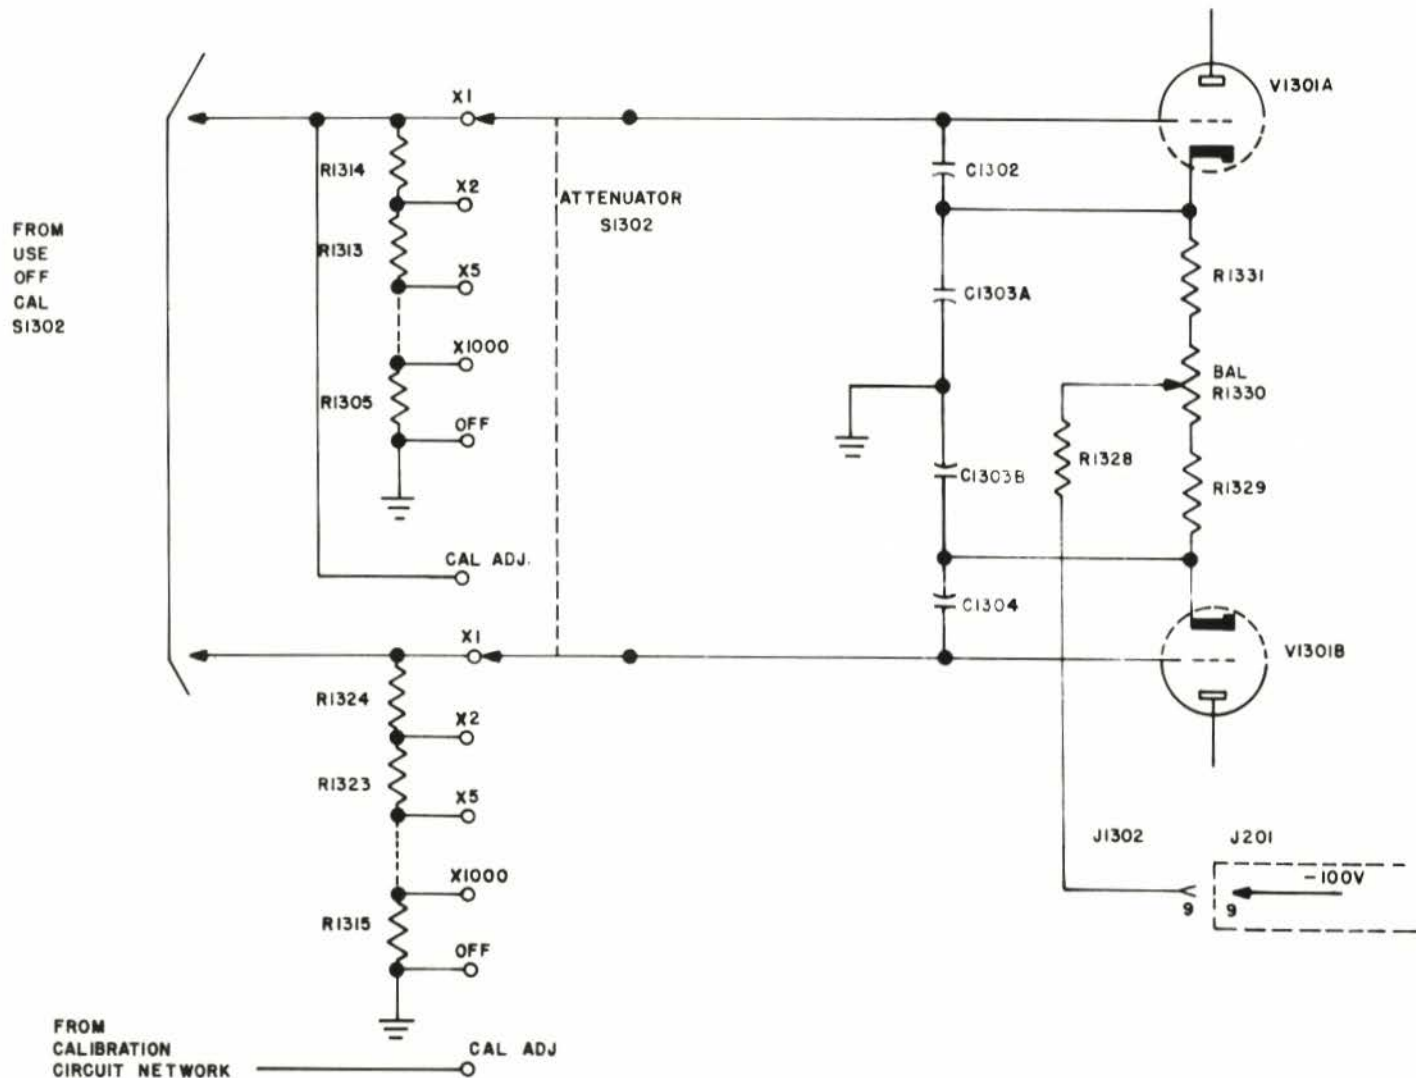 V1301A
X1
R1314
C1302
X2
ATTENUATOR
S1302
FROM
USE
OFF
CAL
S1302
R1313
X5
C1303A
R1331
X1000
BAL
R1330
R1305
OFF
R1328
C1303B
R1329
CAL ADJ.
C1304
X1
V1301B
R1324
X2
R1323
X5
J1302
J201
X1000
-100V
9
9
R1315
OFF
FROM
CALIBRATION
CIRCUIT NETWORK
CAL ADJ